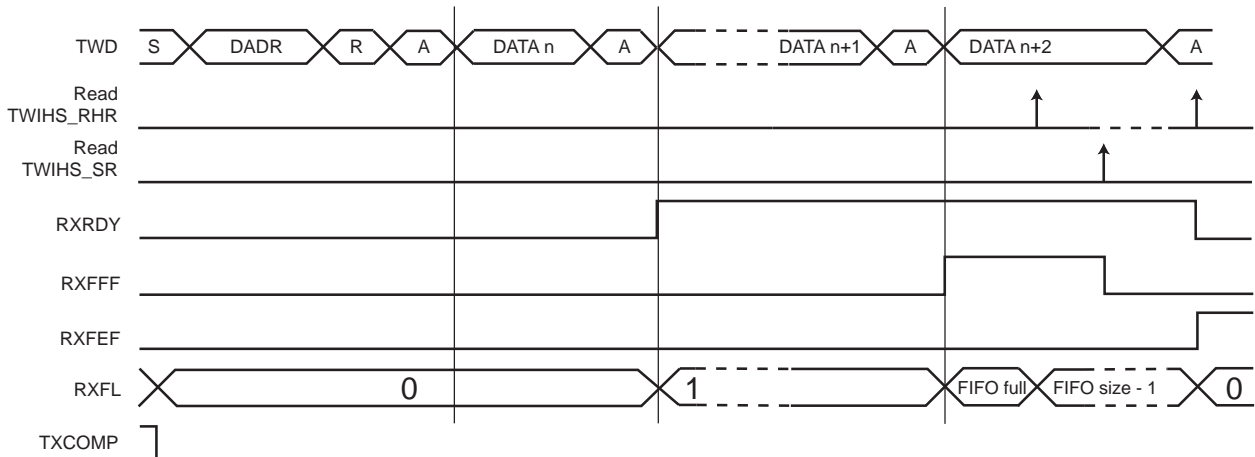 TWD S DADR R A DATA n A DATA n+1 A DATA n+2 A
Read
TWIHS_RHR
Read
TWIHS_SR
RXRDY
RXFFF
RXFEF
RXFL 0 1 FIFO full FIFO size - 1 0
TXCOMP